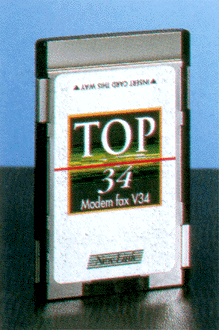 ▲ INSERT CARD THIS WAY ▲
TOP
34
Modem fax V34